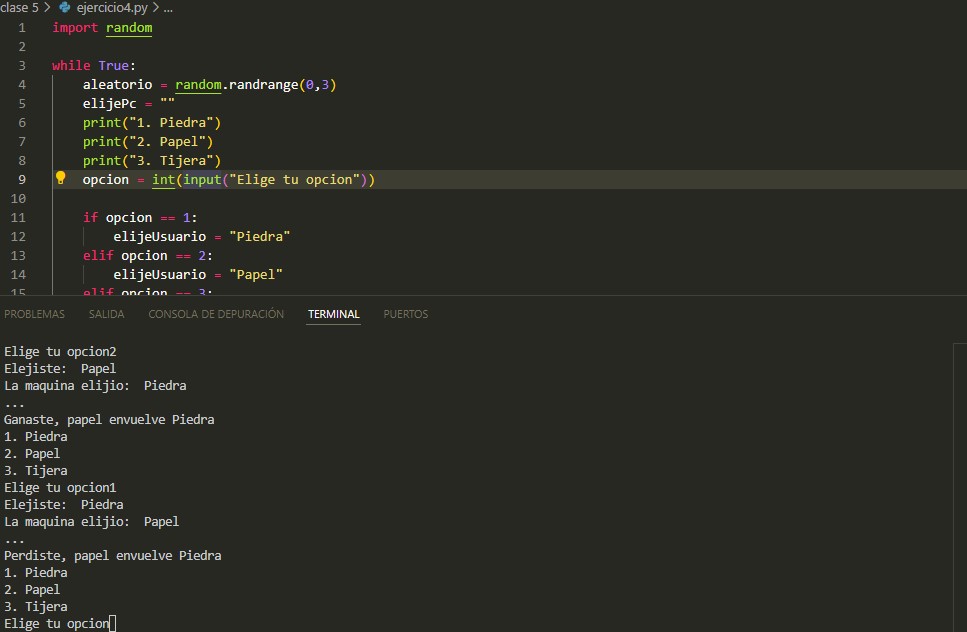 clase 5 > ejercicio4.py > ...
1 import random
2
3 while True:
4 aleatorio = random.randrange(0,3)
5 elijePc = ""
6 print("1. Piedra")
7 print("2. Papel")
8 print("3. Tijera")
9 opcion = int(input("Elige tu opcion"))
10
11 if opcion == 1:
12 elijeUsuario = "Piedra"
13 elif opcion == 2:
14 elijeUsuario = "Papel"
15 elif opcion == 3:
PROBLEMAS SALIDA CONSOLA DE DEPURACIÓN TERMINAL PUERTOS
Elige tu opcion2
Elejiste:  Papel
La maquina elijio:  Piedra
...
Ganaste, papel envuelve Piedra
1. Piedra
2. Papel
3. Tijera
Elige tu opcion1
Elejiste:  Piedra
La maquina elijio:  Papel
...
Perdiste, papel envuelve Piedra
1. Piedra
2. Papel
3. Tijera
Elige tu opcion